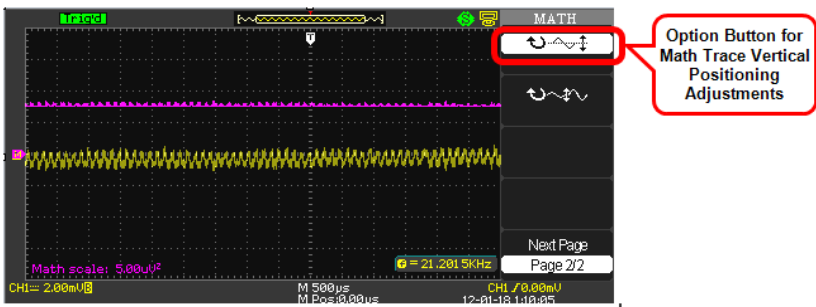 Trig'd
S
MATH
T
Option Button for
Math Trace Vertical
Positioning
Adjustments
Next Page
Math scale: 5.00uV²
= 21.2015KHz
Page 2/2
CH1 2.00mV B
M 500µs
CH1 0.00mV
M Pos:0.00µs
12-01-18 1:10:05